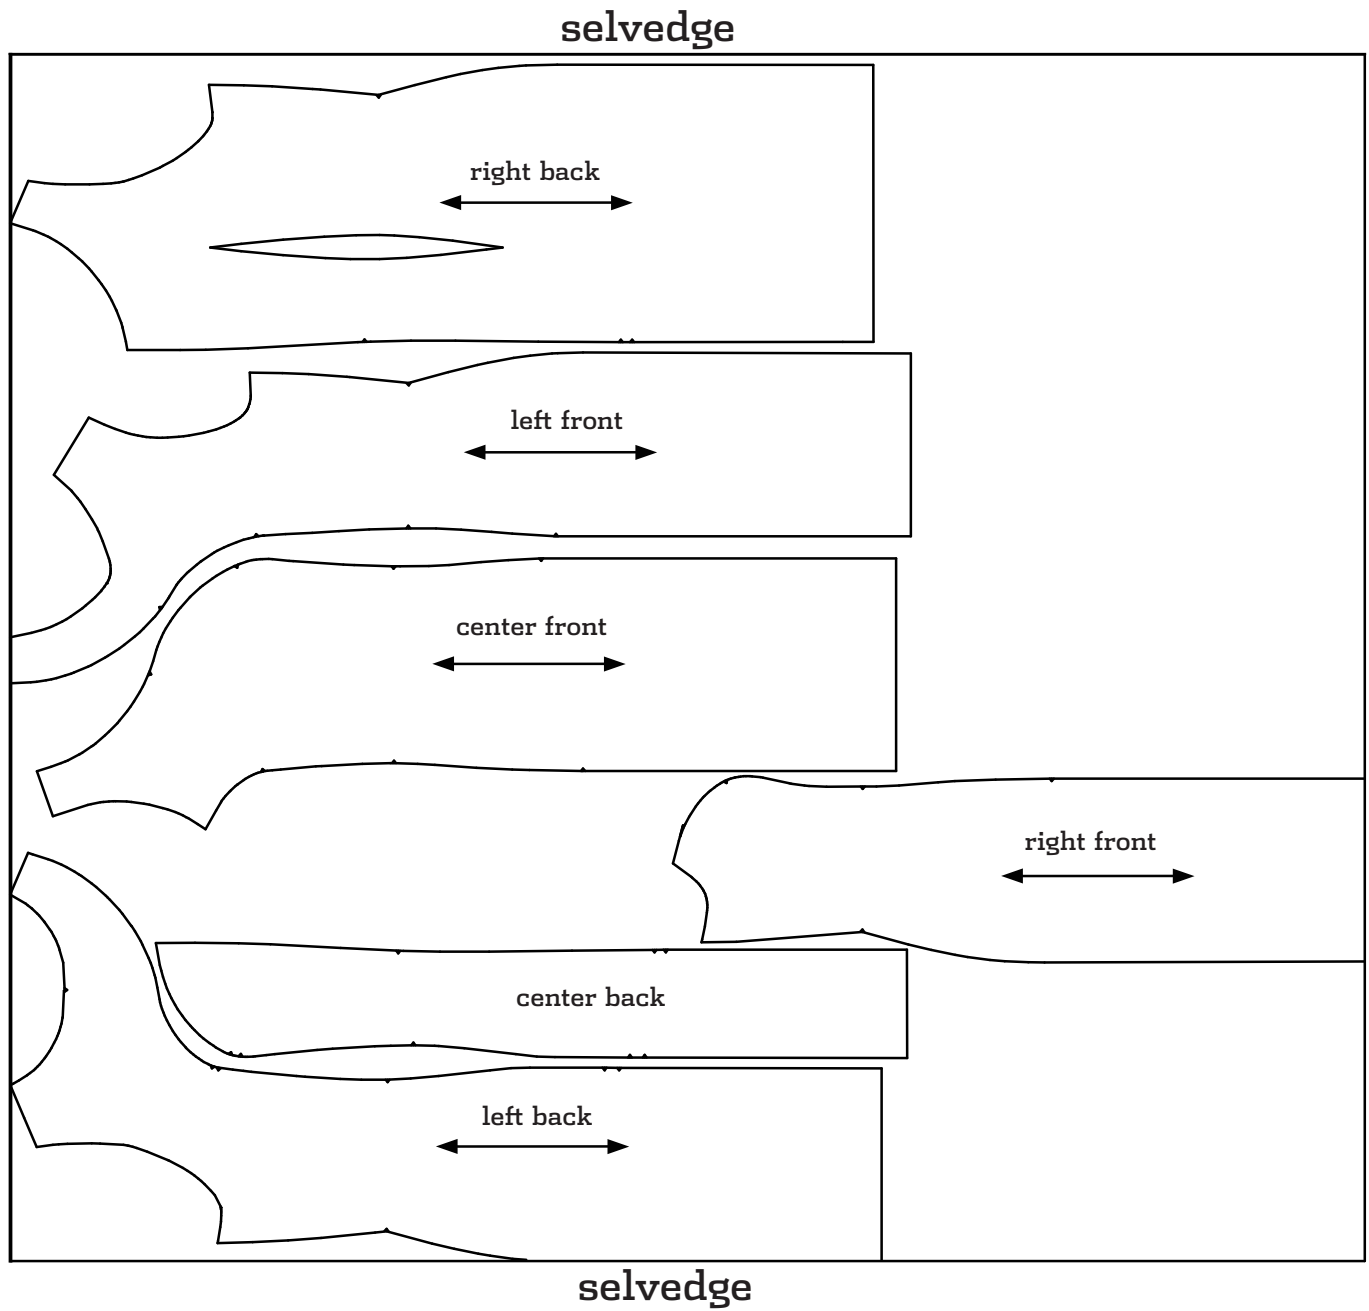 selvedge
right back
left front
center front
right front
center back
left back
selvedge